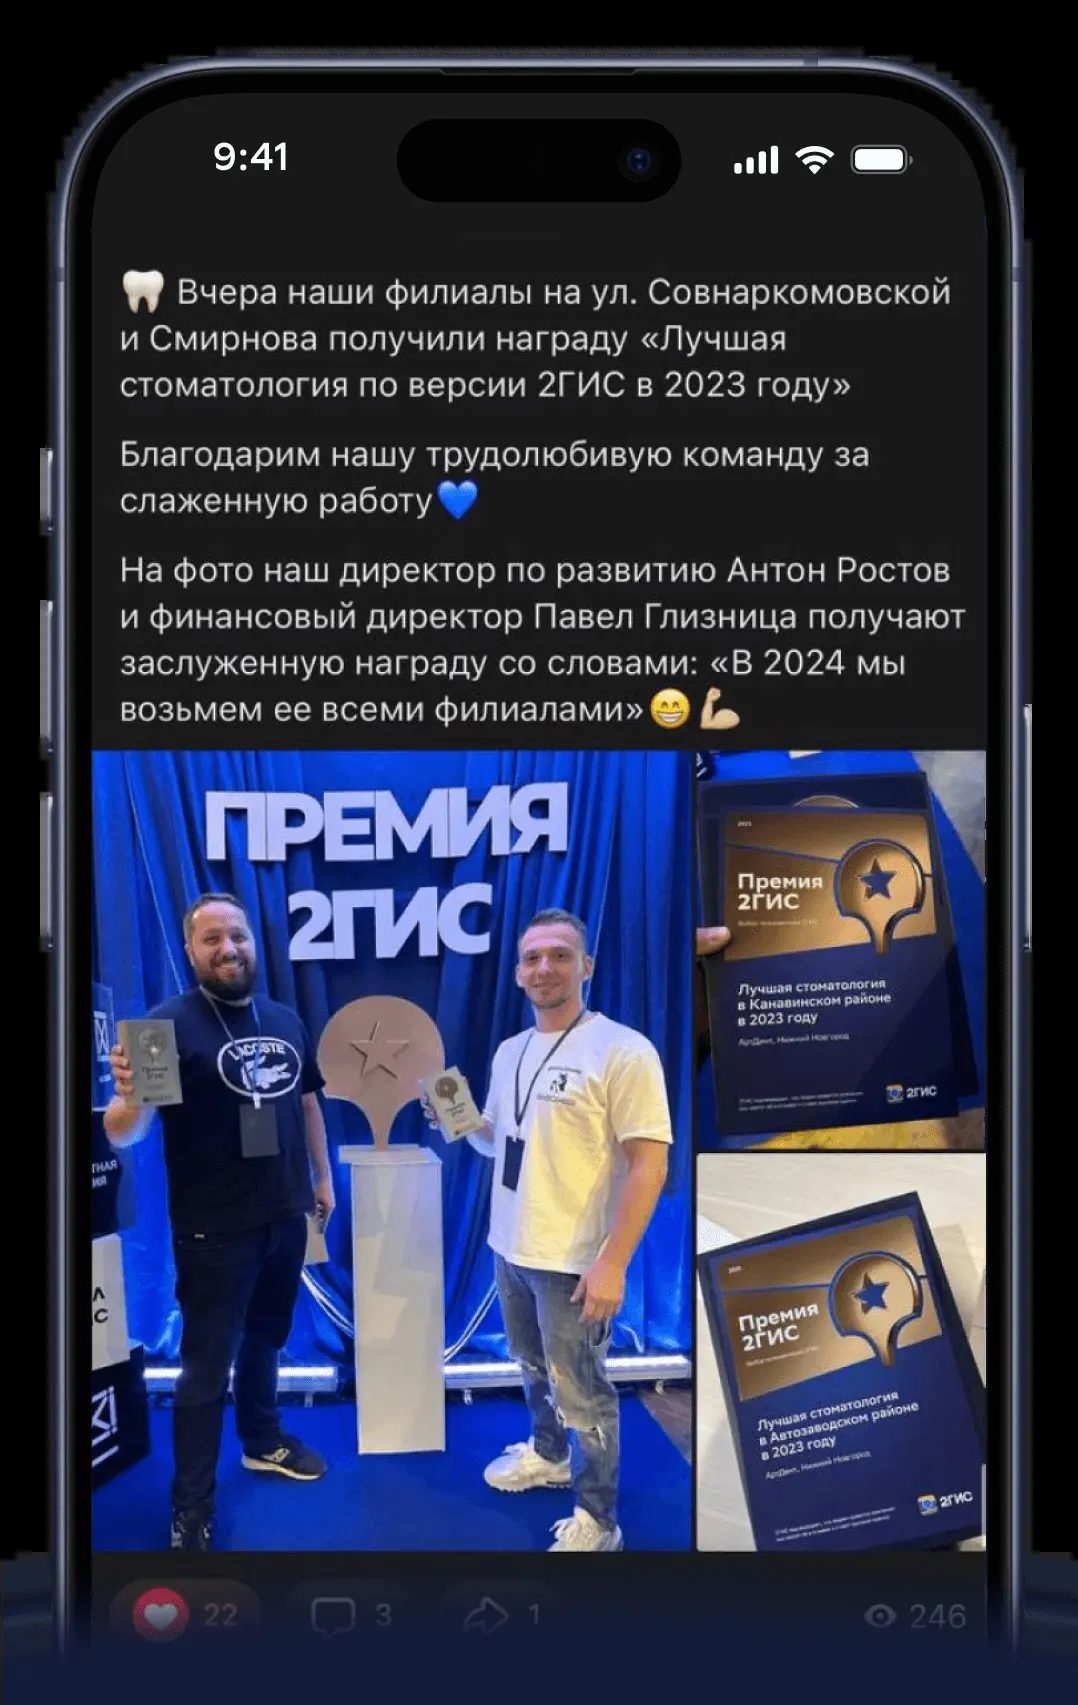 9:41
🦷 Вчера наши филиалы на ул. Совнаркомовской
и Смирнова получили награду «Лучшая
стоматология по версии 2ГИС в 2023 году»
Благодарим нашу трудолюбивую команду за
слаженную работу💙
На фото наш директор по развитию Антон Ростов
и финансовый директор Павел Глизница получают
заслуженную награду со словами: «В 2024 мы
возьмем ее всеми филиалами»😁💪🏼
ПРЕМИЯ
2ГИС
LACOSTE
Премия
2ГИС
Лучшая стоматология
в Канавинском районе
в 2023 году
АртДент, Нижний Новгород
2ГИС
Премия
2ГИС
Лучшая стоматология
в Автозаводском районе
в 2023 году
АртДент, Нижний Новгород
2ГИС
22
3
1
246